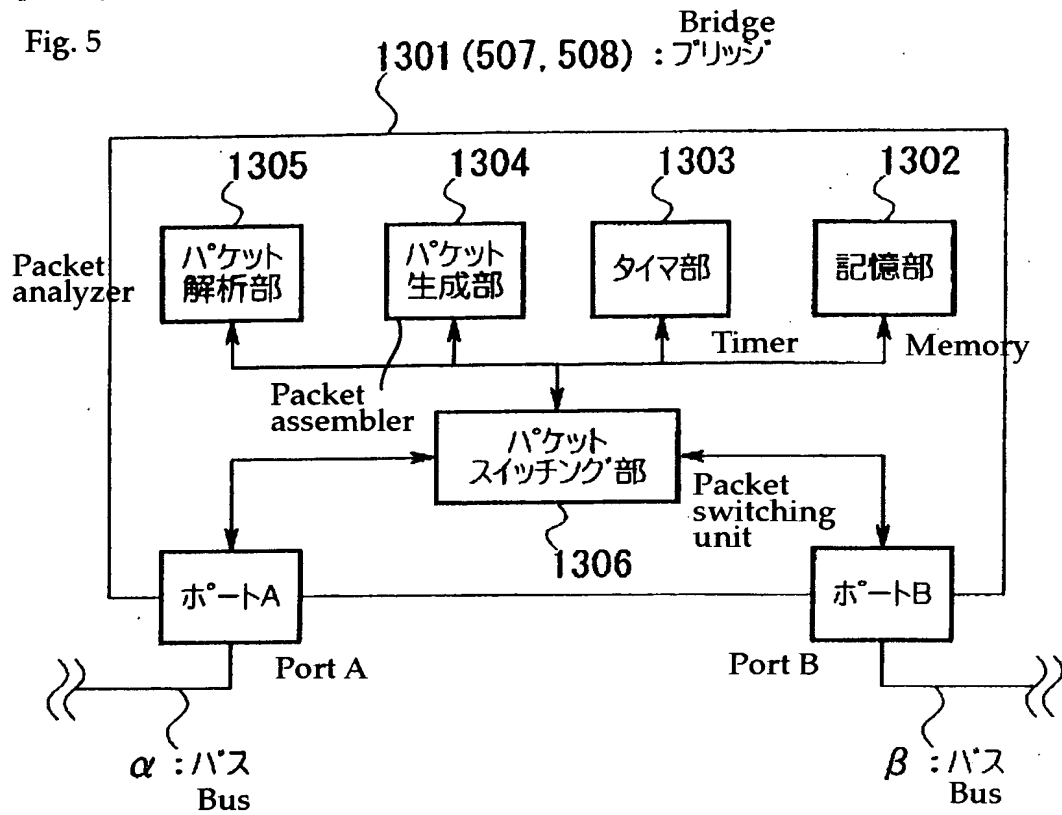 Fig. 5
Bridge
1301 (507, 508) : ブリッジ
1305
1304
1303
1302
Packet
analyzer
パケット
解析部
パケット
生成部
タイマ部
記憶部
Timer
Memory
Packet
assembler
パケット
スイッチング部
Packet
switching
unit
1306
ポートA
ポートB
Port A
Port B
α : バス
Bus
β : バス
Bus